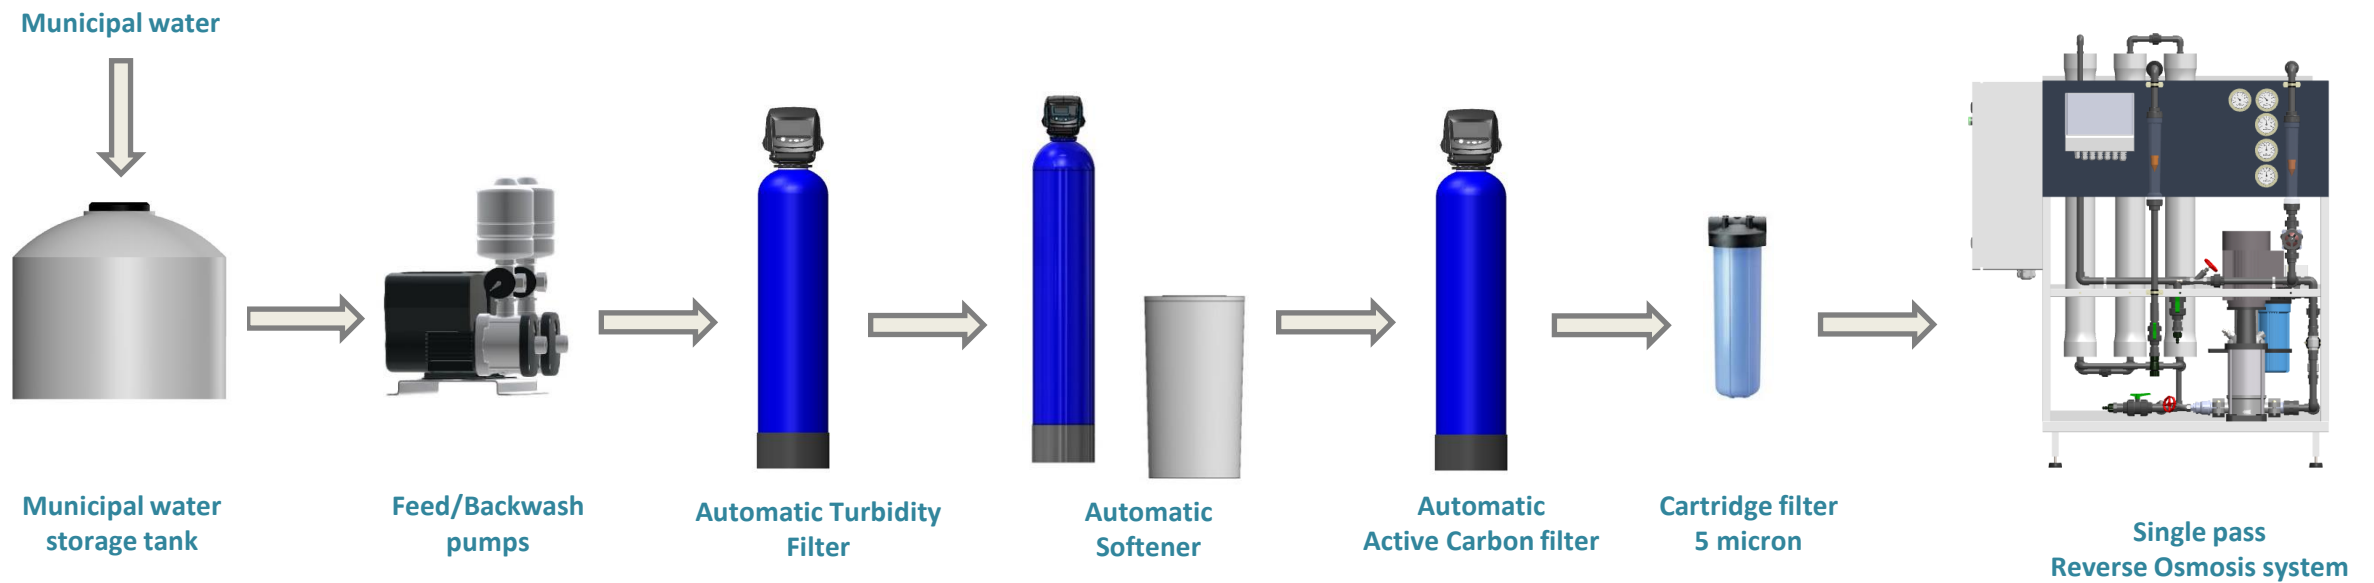 Municipal water
Municipal water
storage tank
Feed/Backwash
pumps
Automatic Turbidity
Filter
Automatic
Softener
Automatic
Active Carbon filter
Cartridge filter
5 micron
Single pass
Reverse Osmosis system